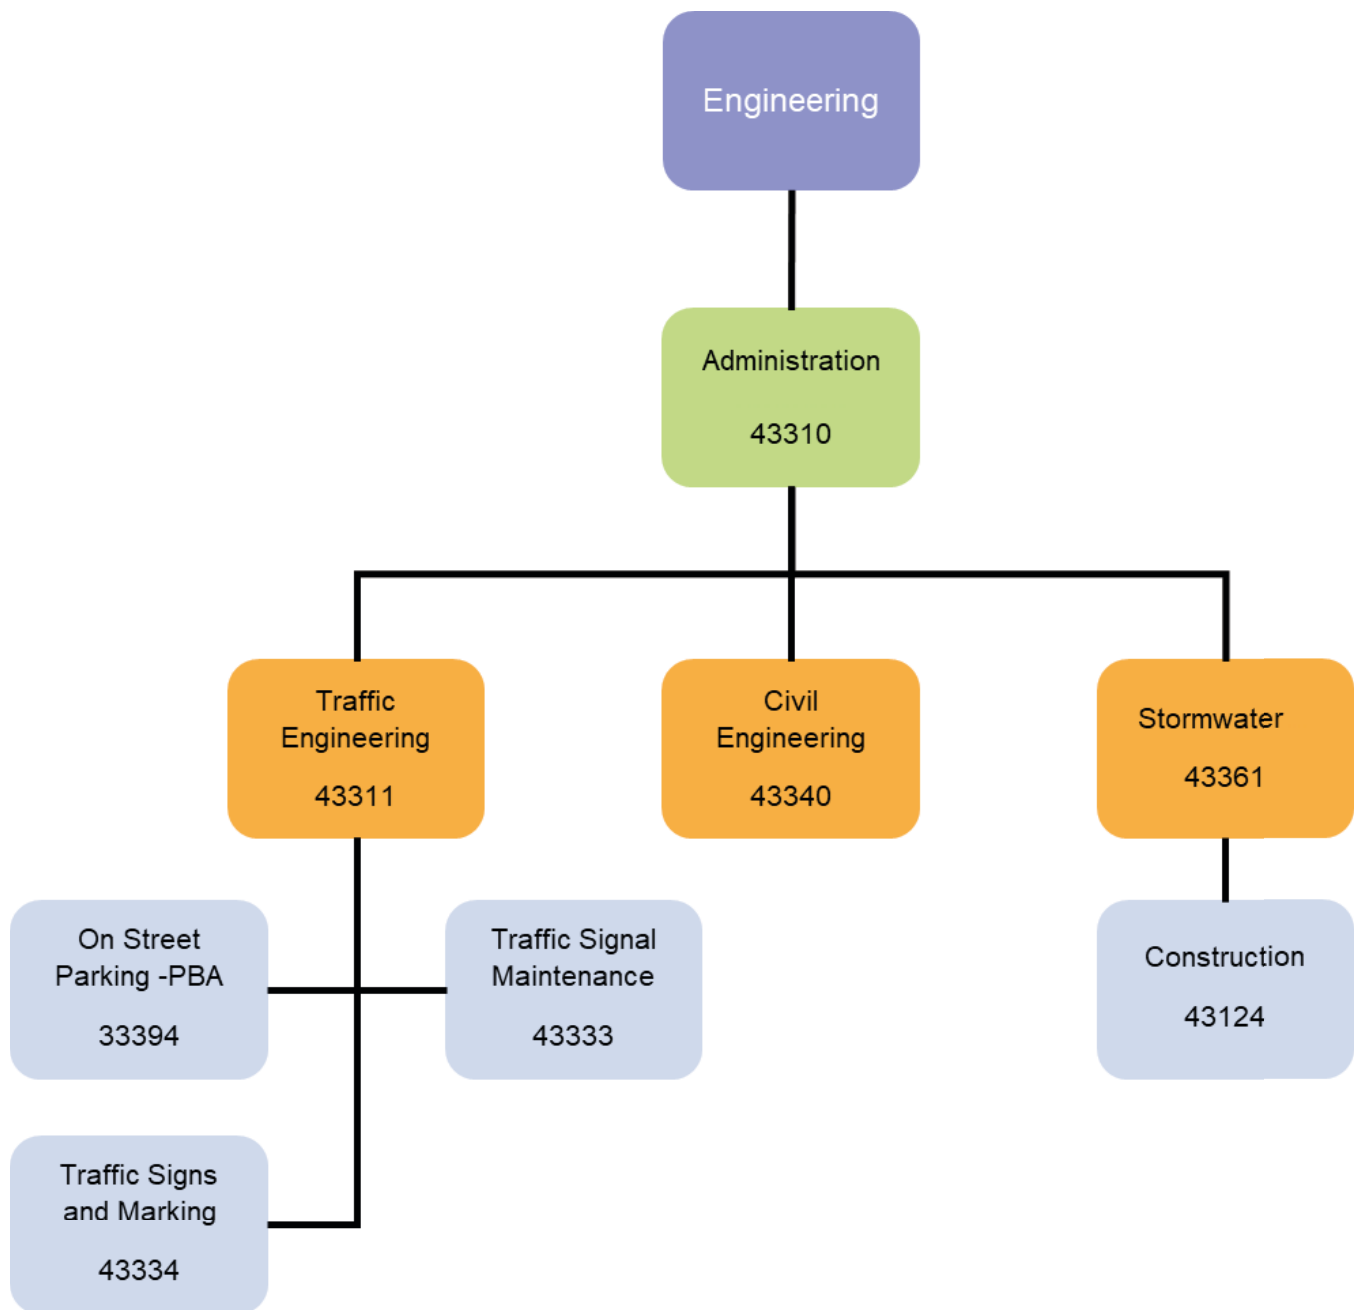 Engineering
Administration
43310
Traffic
Engineering
43311
Civil
Engineering
43340
Stormwater
43361
On Street
Parking -PBA
33394
Traffic Signal
Maintenance
43333
Construction
43124
Traffic Signs
and Marking
43334